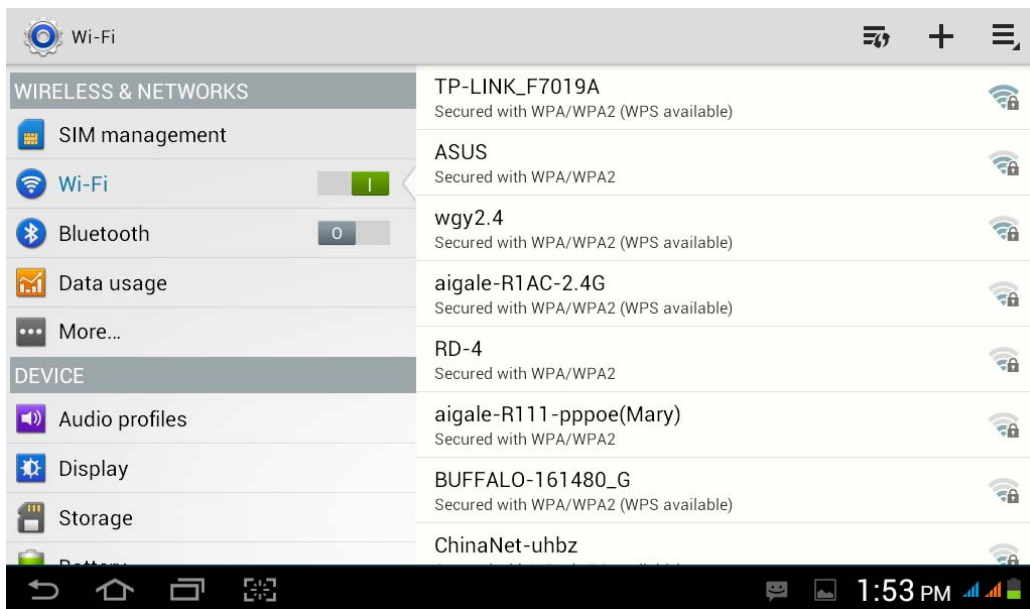 Wi-Fi
WIRELESS & NETWORKS
SIM management
Wi-Fi
Bluetooth
Data usage
More...
DEVICE
Audio profiles
Display
Storage
Battery
TP-LINK_F7019A
Secured with WPA/WPA2 (WPS available)
ASUS
Secured with WPA/WPA2
wgy2.4
Secured with WPA/WPA2 (WPS available)
aigale-R1AC-2.4G
Secured with WPA/WPA2 (WPS available)
RD-4
Secured with WPA/WPA2
aigale-R111-pppoe(Mary)
Secured with WPA/WPA2
BUFFALO-161480_G
Secured with WPA/WPA2 (WPS available)
ChinaNet-uhbz
1:53 PM